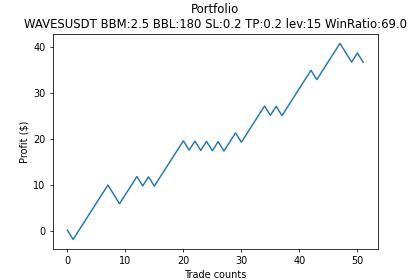 Portfolio
WAVESUSDT BBM:2.5 BBL:180 SL:0.2 TP:0.2 lev:15 WinRatio:69.0
40
30
20
10
0
Profit ($)
0 10 20 30 40 50
Trade counts